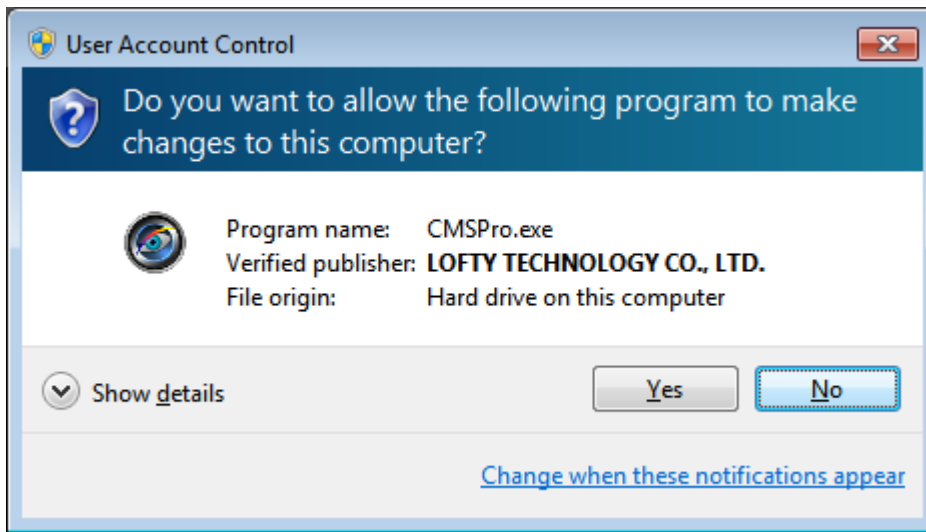 User Account Control
Do you want to allow the following program to make
changes to this computer?
Program name: CMSPro.exe
Verified publisher: LOFTY TECHNOLOGY CO., LTD.
File origin: Hard drive on this computer
Show details
Yes No
Change when these notifications appear